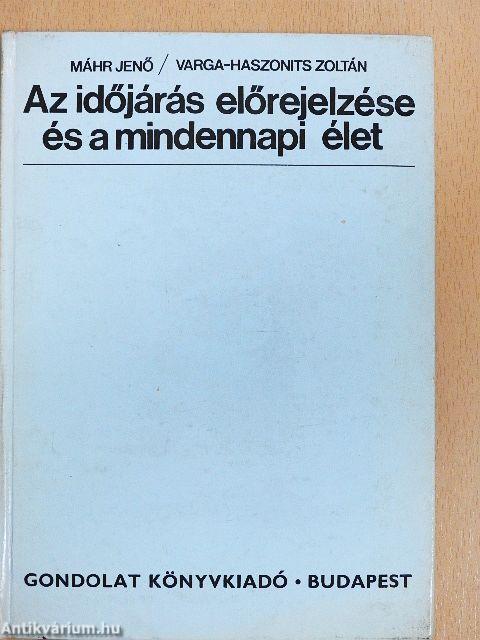 MÁHR JENŐ / VARGA-HASZONITS ZOLTÁN
Az időjárás előrejelzése
és a mindennapi élet
GONDOLAT KÖNYVKIADÓ • BUDAPEST
Antikvárium.hu